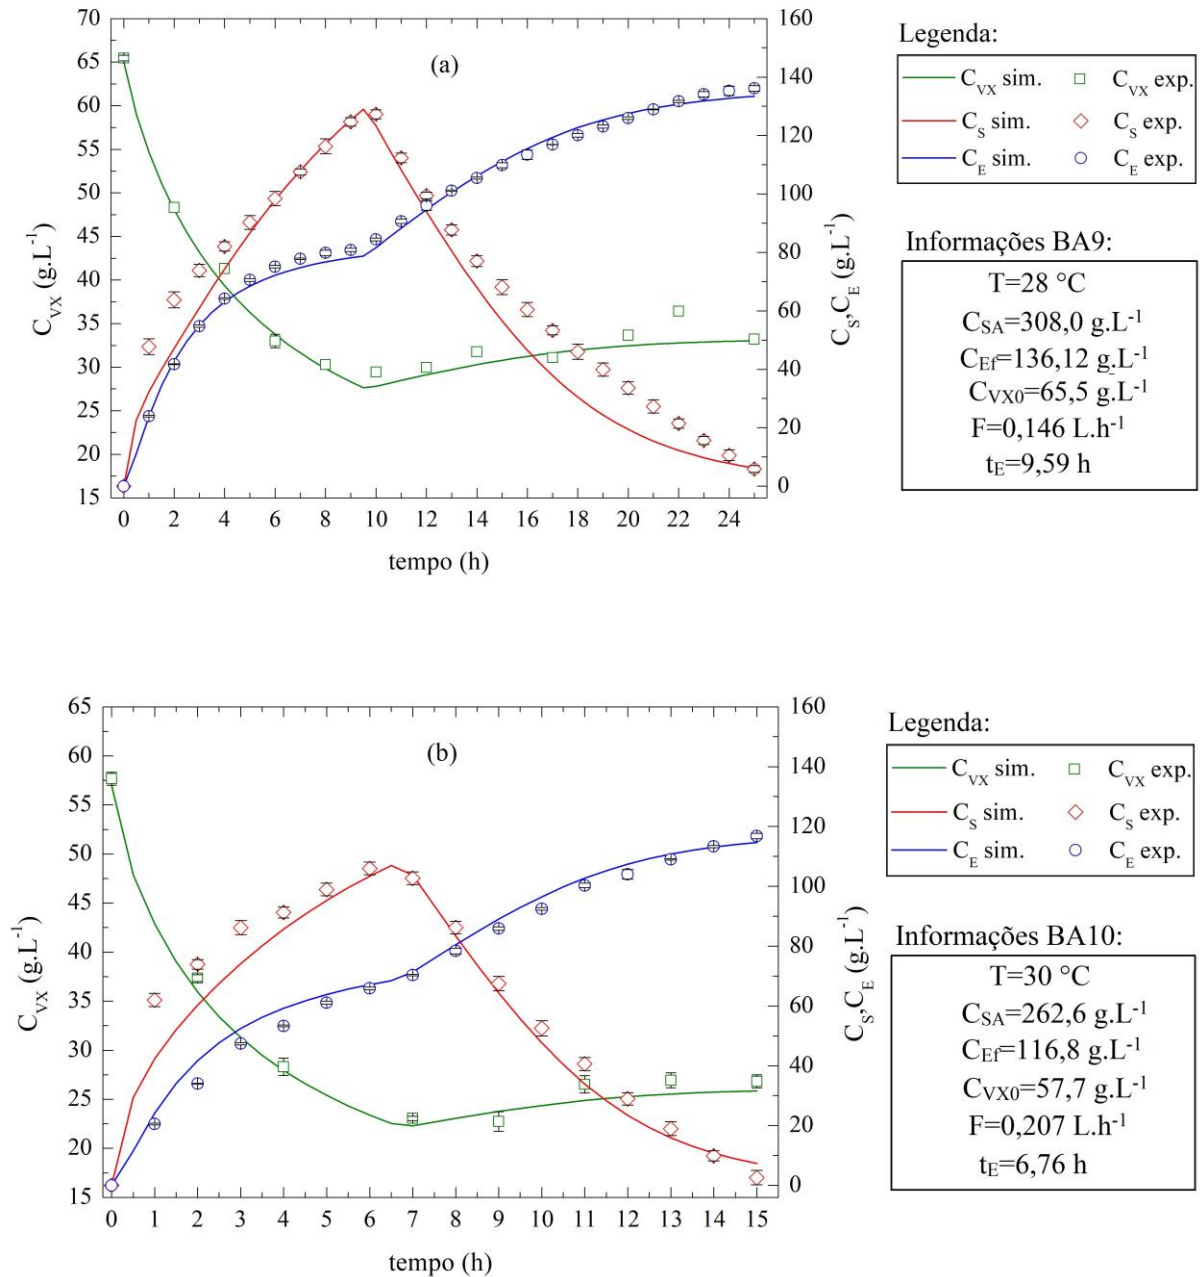 (a)
C_VX (g.L⁻¹)
70
65
60
55
50
45
40
35
30
25
20
15
0 2 4 6 8 10 12 14 16 18 20 22 24
tempo (h)
160
140
120
100
80
60
40
20
0
C_S,C_E (g.L⁻¹)
Legenda:
C_VX sim. C_VX exp.
C_S sim. C_S exp.
C_E sim. C_E exp.
Informações BA9:
T=28 °C
C_SA=308,0 g.L⁻¹
C_Ef=136,12 g.L⁻¹
C_VX0=65,5 g.L⁻¹
F=0,146 L.h⁻¹
t_E=9,59 h
(b)
C_VX (g.L⁻¹)
65
60
55
50
45
40
35
30
25
20
15
0 1 2 3 4 5 6 7 8 9 10 11 12 13 14 15
tempo (h)
160
140
120
100
80
60
40
20
0
C_S,C_E (g.L⁻¹)
Legenda:
C_VX sim. C_VX exp.
C_S sim. C_S exp.
C_E sim. C_E exp.
Informações BA10:
T=30 °C
C_SA=262,6 g.L⁻¹
C_Ef=116,8 g.L⁻¹
C_VX0=57,7 g.L⁻¹
F=0,207 L.h⁻¹
t_E=6,76 h